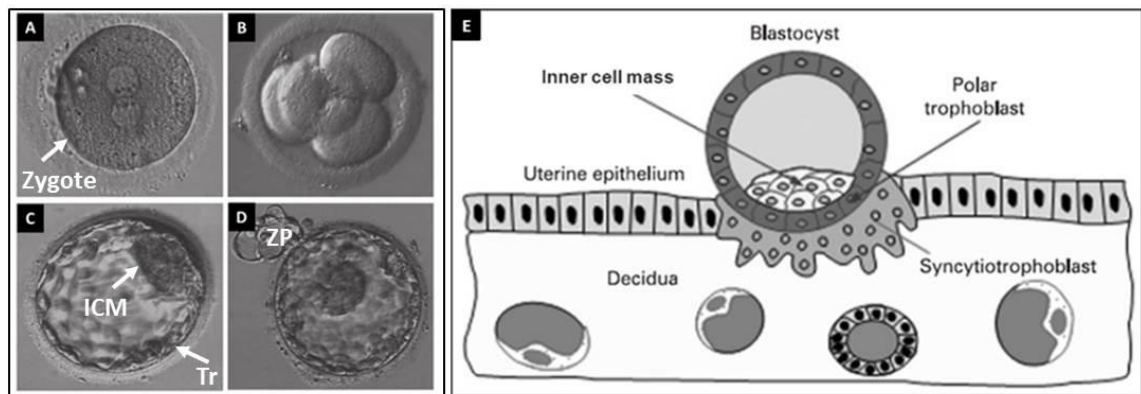 A
B
Zygote
C
ICM
Tr
D
ZP
E
Blastocyst
Inner cell mass
Polar
trophoblast
Uterine epithelium
Decidua
Syncytiotrophoblast